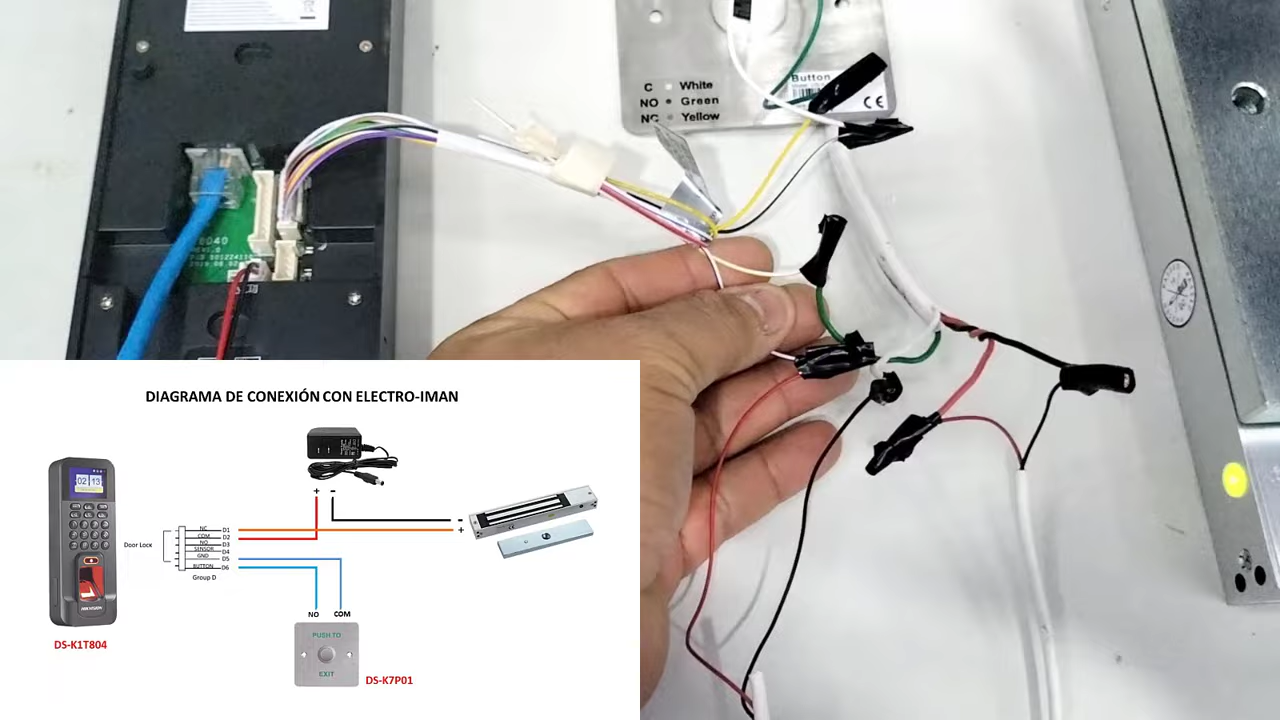 Button
C White
NO Green
NC Yellow
DIAGRAMA DE CONEXIÓN CON ELECTRO-IMAN
+ -
02 13
Door Lock
NC D1
COM D2
NO D3
SENSOR D4
GND D5
BUTTON D6
Group D
-
+
NO COM
PUSH TO
EXIT
HIKVISION
DS-K1T804
DS-K7P01